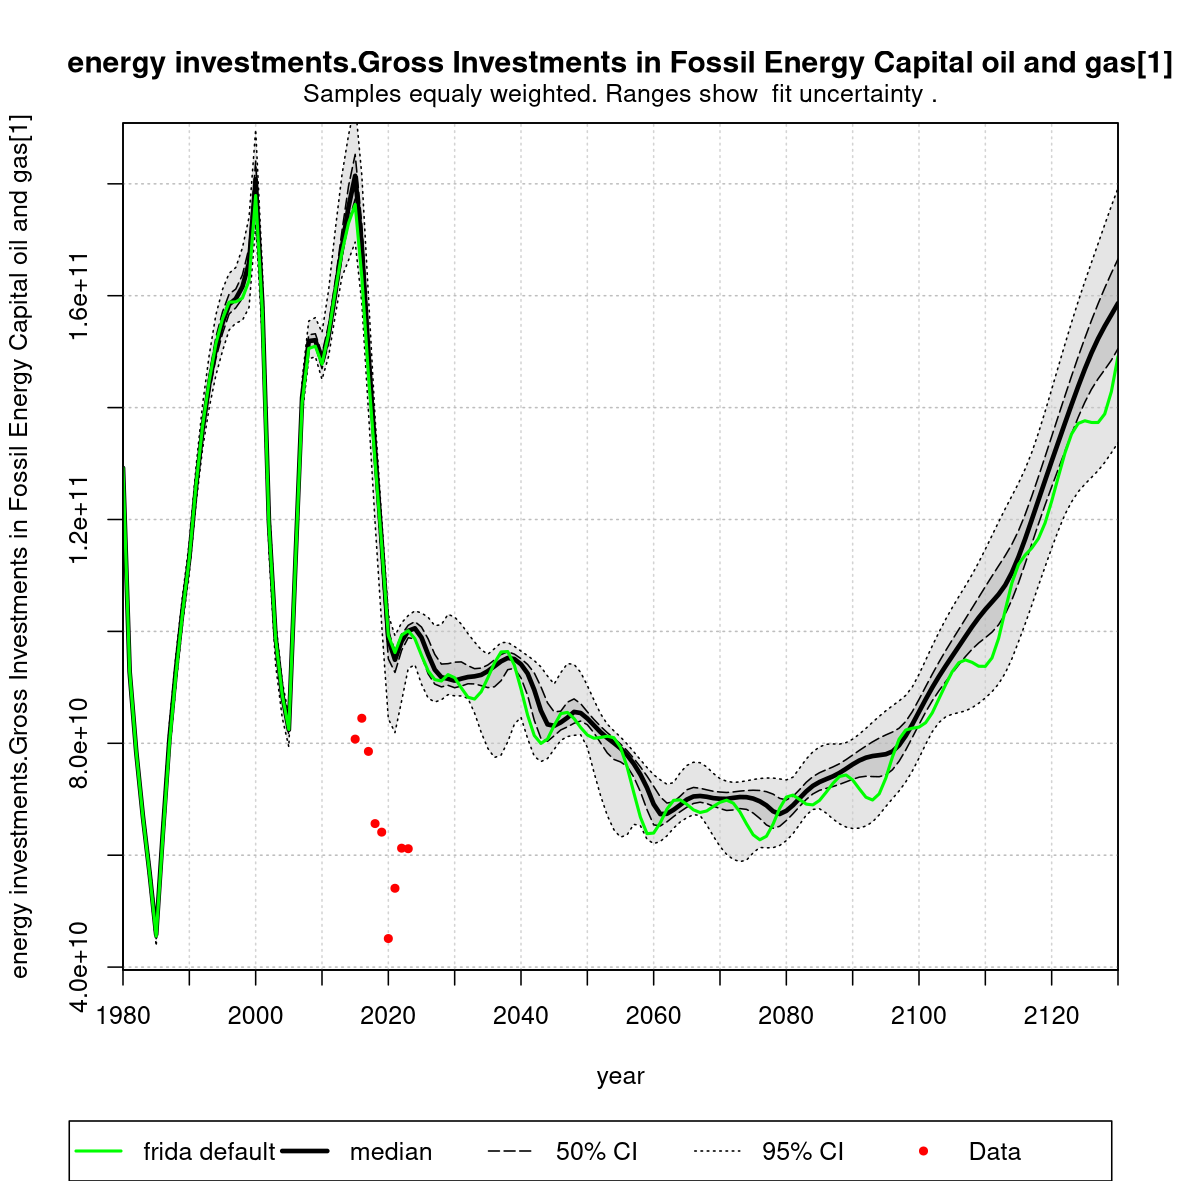 energy investments.Gross Investments in Fossil Energy Capital oil and gas[1]
Samples equaly weighted. Ranges show  fit uncertainty .
energy investments.Gross Investments in Fossil Energy Capital oil and gas[1]
1.6e+11
1.2e+11
8.0e+10
4.0e+10
1980 2000 2020 2040 2060 2080 2100 2120
year
frida default median 50% CI 95% CI Data